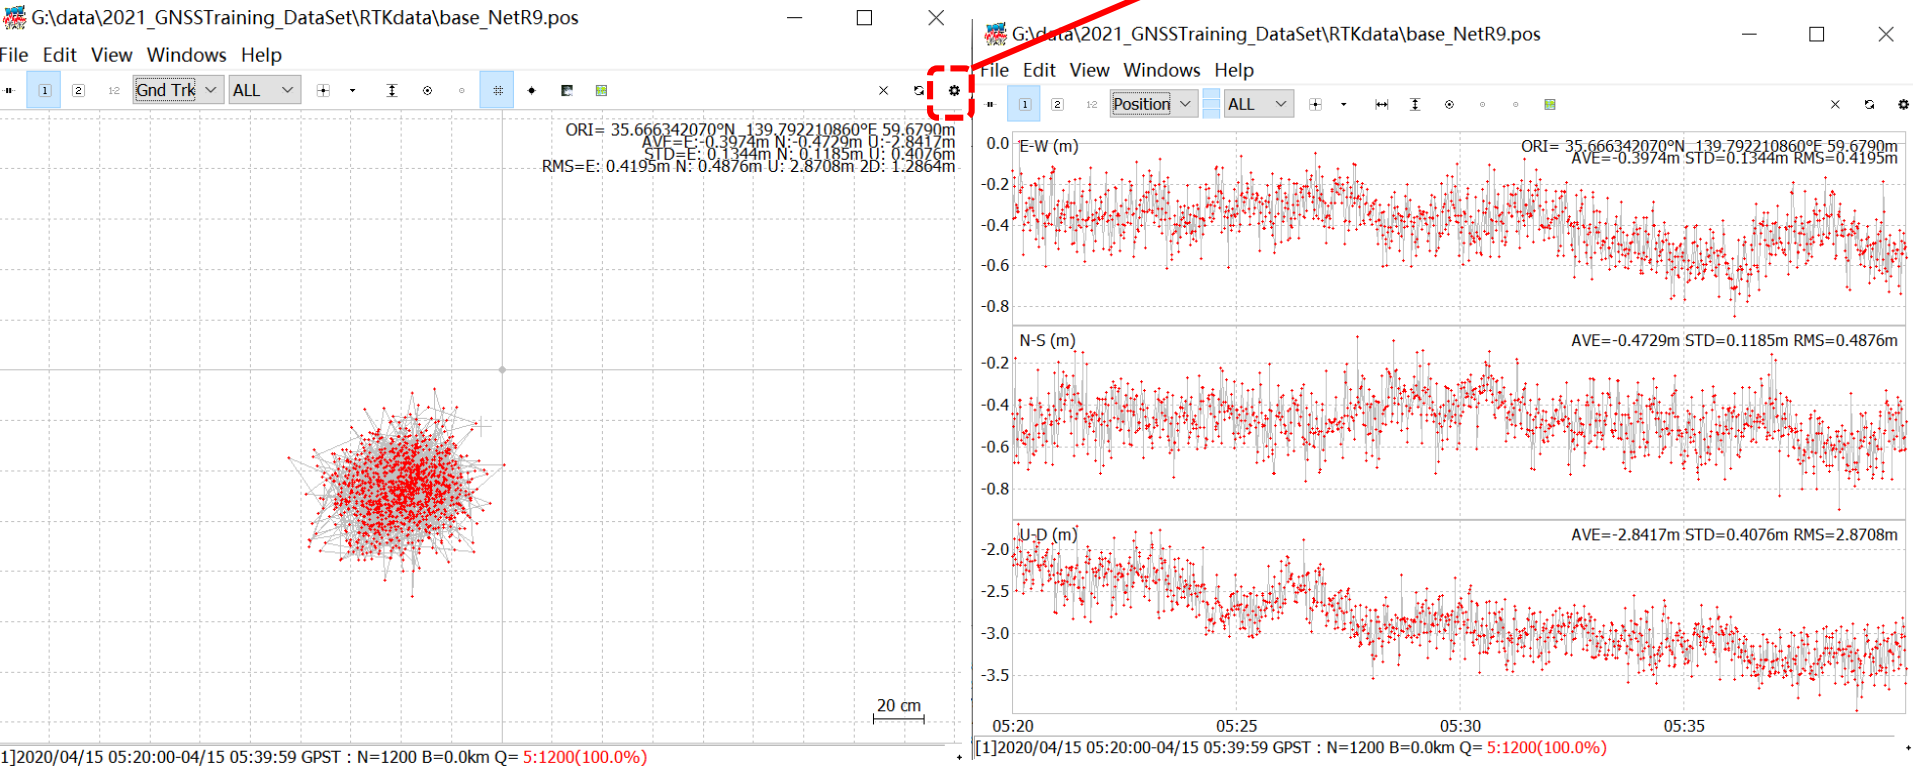 G:\data\2021_GNSSTraining_DataSet\RTKdata\base_NetR9.pos
File Edit View Windows Help
1 2 1-2 Gnd Trk ALL
ORI= 35.666342070°N 139.792210860°E 59.6790m
AVE=E:-0.3974m N:-0.4729m U:-2.8417m
STD=E: 0.1344m N: 0.1185m U: 0.4076m
RMS=E: 0.4195m N: 0.4876m U: 2.8708m 2D: 1.2864m
20 cm
1]2020/04/15 05:20:00-04/15 05:39:59 GPST : N=1200 B=0.0km Q= 5:1200(100.0%)
G:\data\2021_GNSSTraining_DataSet\RTKdata\base_NetR9.pos
File Edit View Windows Help
1 2 1-2 Position ALL
E-W (m)
ORI= 35.666342070°N 139.792210860°E 59.6790m
AVE=-0.3974m STD=0.1344m RMS=0.4195m
0.0
-0.2
-0.4
-0.6
-0.8
N-S (m)
AVE=-0.4729m STD=0.1185m RMS=0.4876m
-0.2
-0.4
-0.6
-0.8
U-D (m)
AVE=-2.8417m STD=0.4076m RMS=2.8708m
-2.0
-2.5
-3.0
-3.5
05:20 05:25 05:30 05:35
[1]2020/04/15 05:20:00-04/15 05:39:59 GPST : N=1200 B=0.0km Q= 5:1200(100.0%)